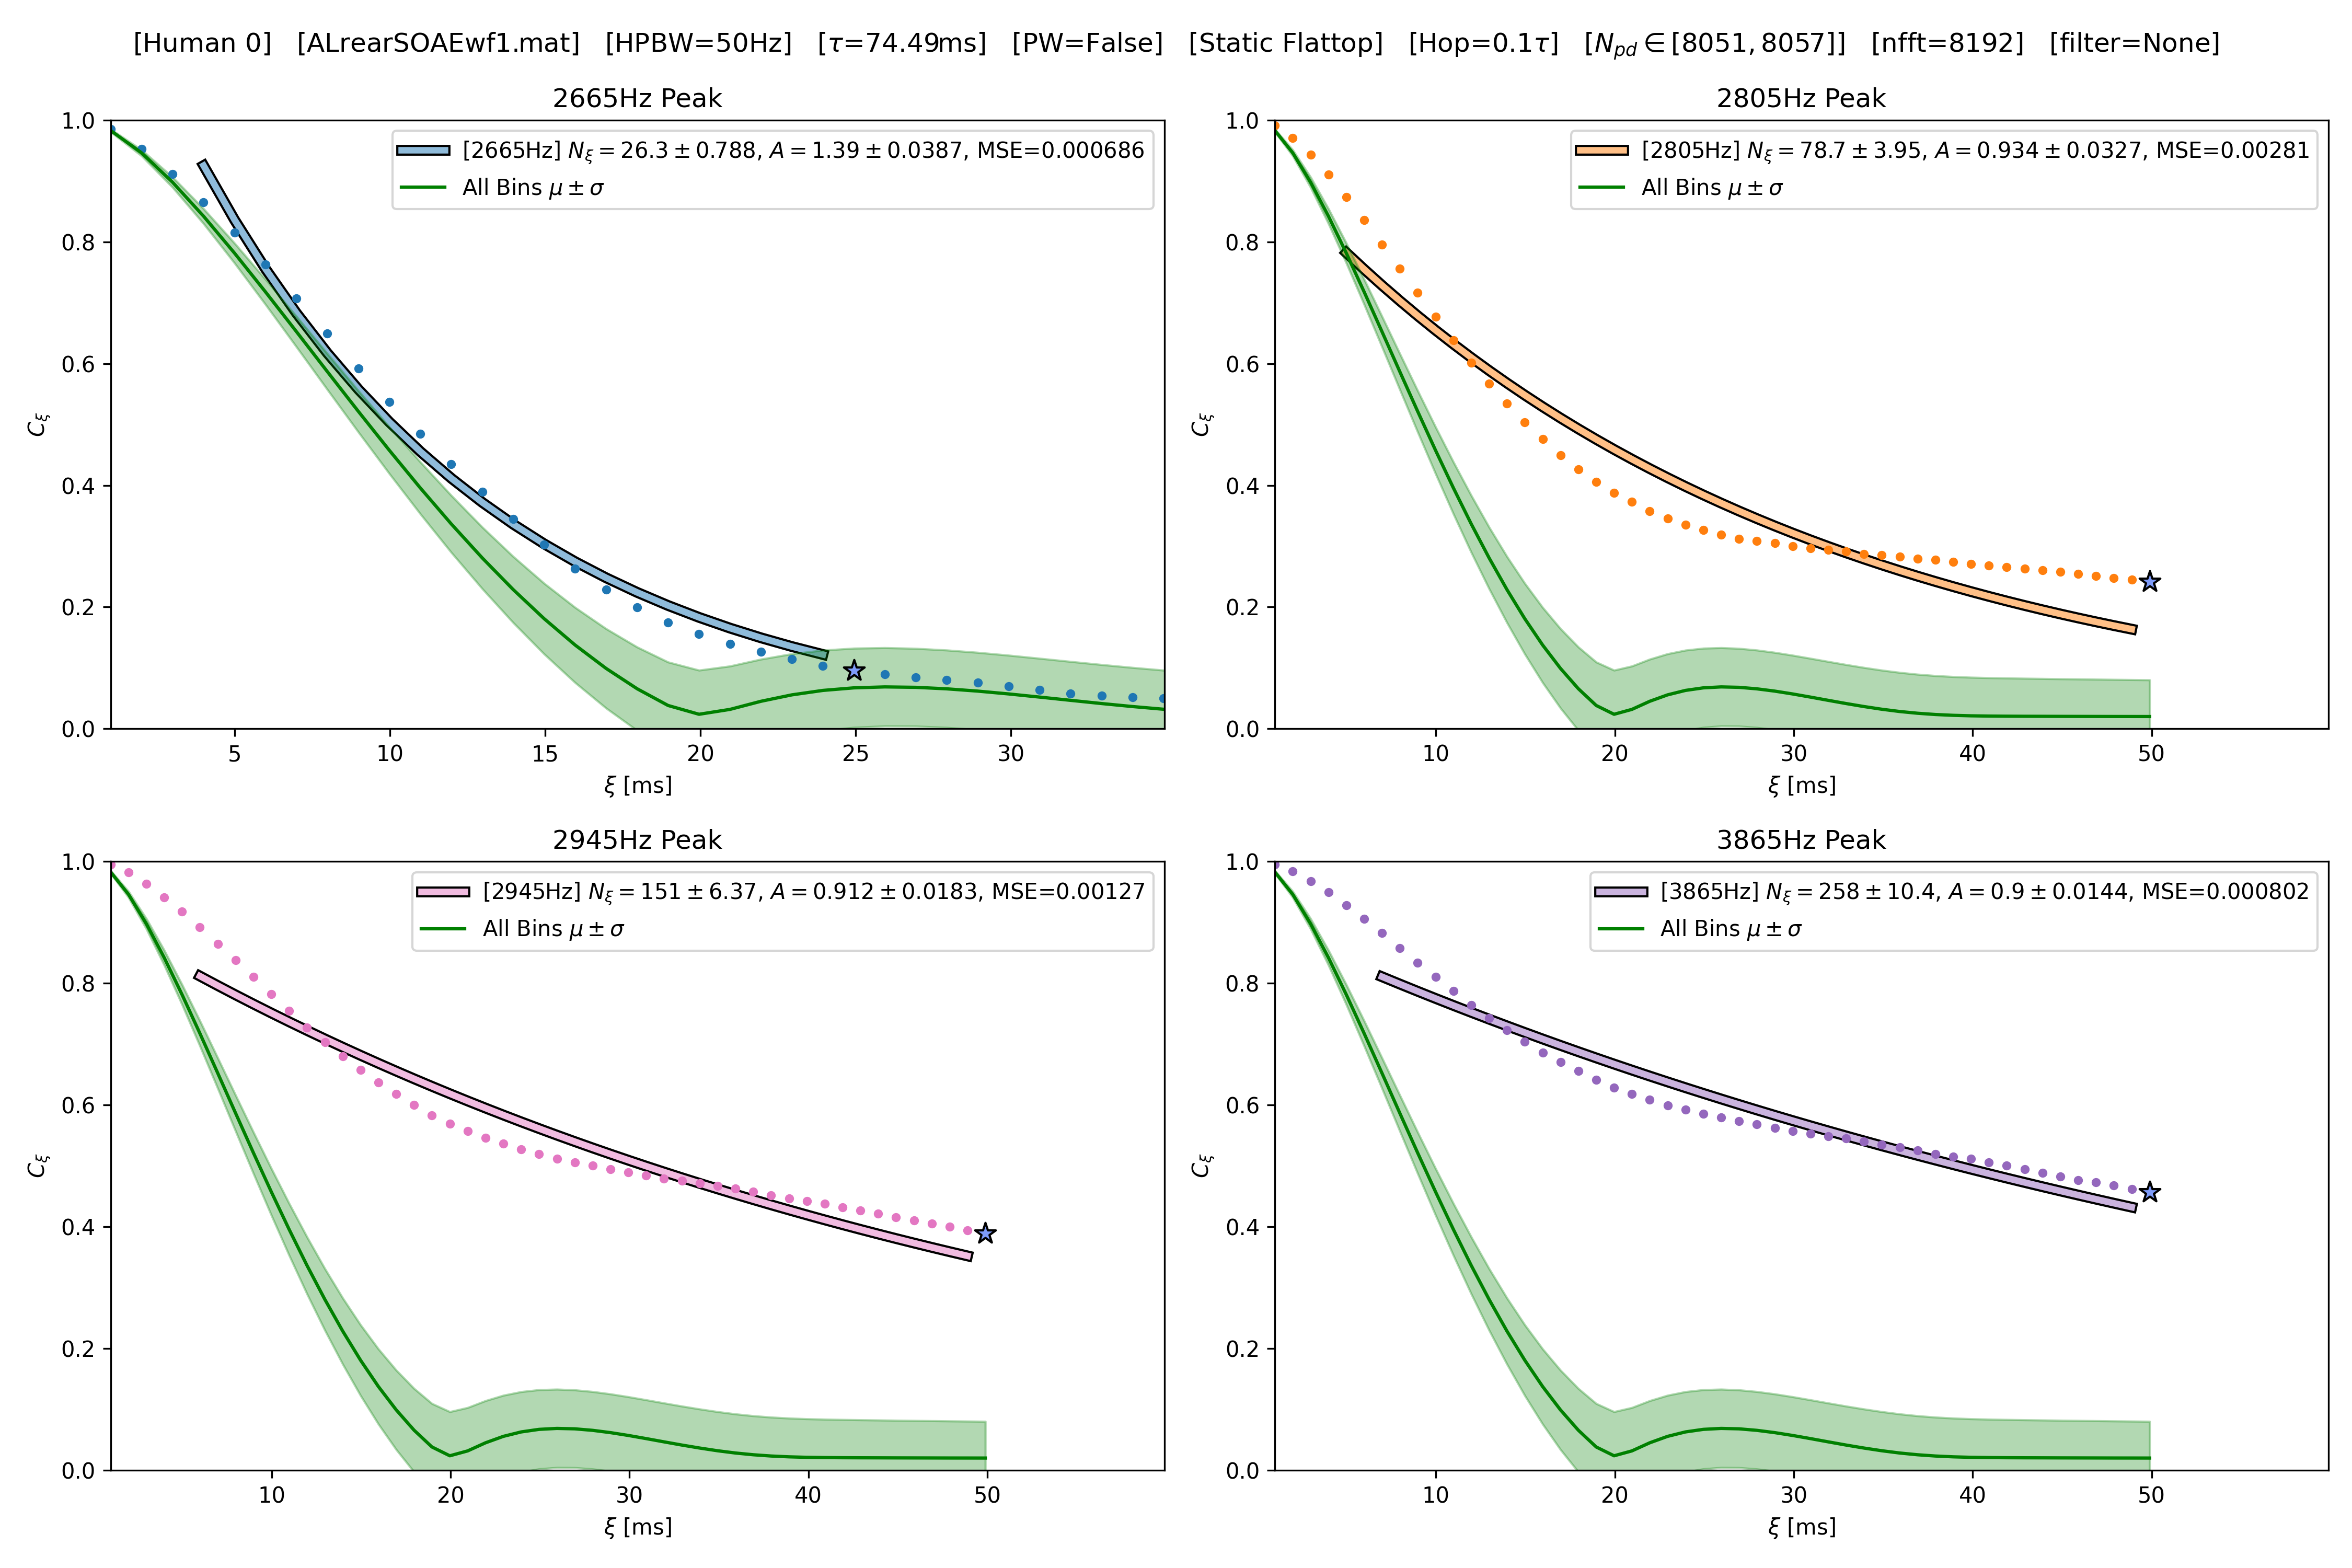 [Human 0] [ALrearSOAEwf1.mat] [HPBW=50Hz] [τ=74.49ms] [PW=False] [Static Flattop] [Hop=0.1τ] [N_pd ∈ [8051, 8057]] [nfft=8192] [filter=None]
2665Hz Peak
1.0
0.8
0.6
0.4
0.2
0.0
C_ξ
[2665Hz] N_ξ = 26.3 ± 0.788, A = 1.39 ± 0.0387, MSE=0.000686
All Bins μ ± σ
5 10 15 20 25 30
ξ [ms]
2805Hz Peak
1.0
0.8
0.6
0.4
0.2
0.0
C_ξ
[2805Hz] N_ξ = 78.7 ± 3.95, A = 0.934 ± 0.0327, MSE=0.00281
All Bins μ ± σ
10 20 30 40 50
ξ [ms]
2945Hz Peak
1.0
0.8
0.6
0.4
0.2
0.0
C_ξ
[2945Hz] N_ξ = 151 ± 6.37, A = 0.912 ± 0.0183, MSE=0.00127
All Bins μ ± σ
10 20 30 40 50
ξ [ms]
3865Hz Peak
1.0
0.8
0.6
0.4
0.2
0.0
C_ξ
[3865Hz] N_ξ = 258 ± 10.4, A = 0.9 ± 0.0144, MSE=0.000802
All Bins μ ± σ
10 20 30 40 50
ξ [ms]